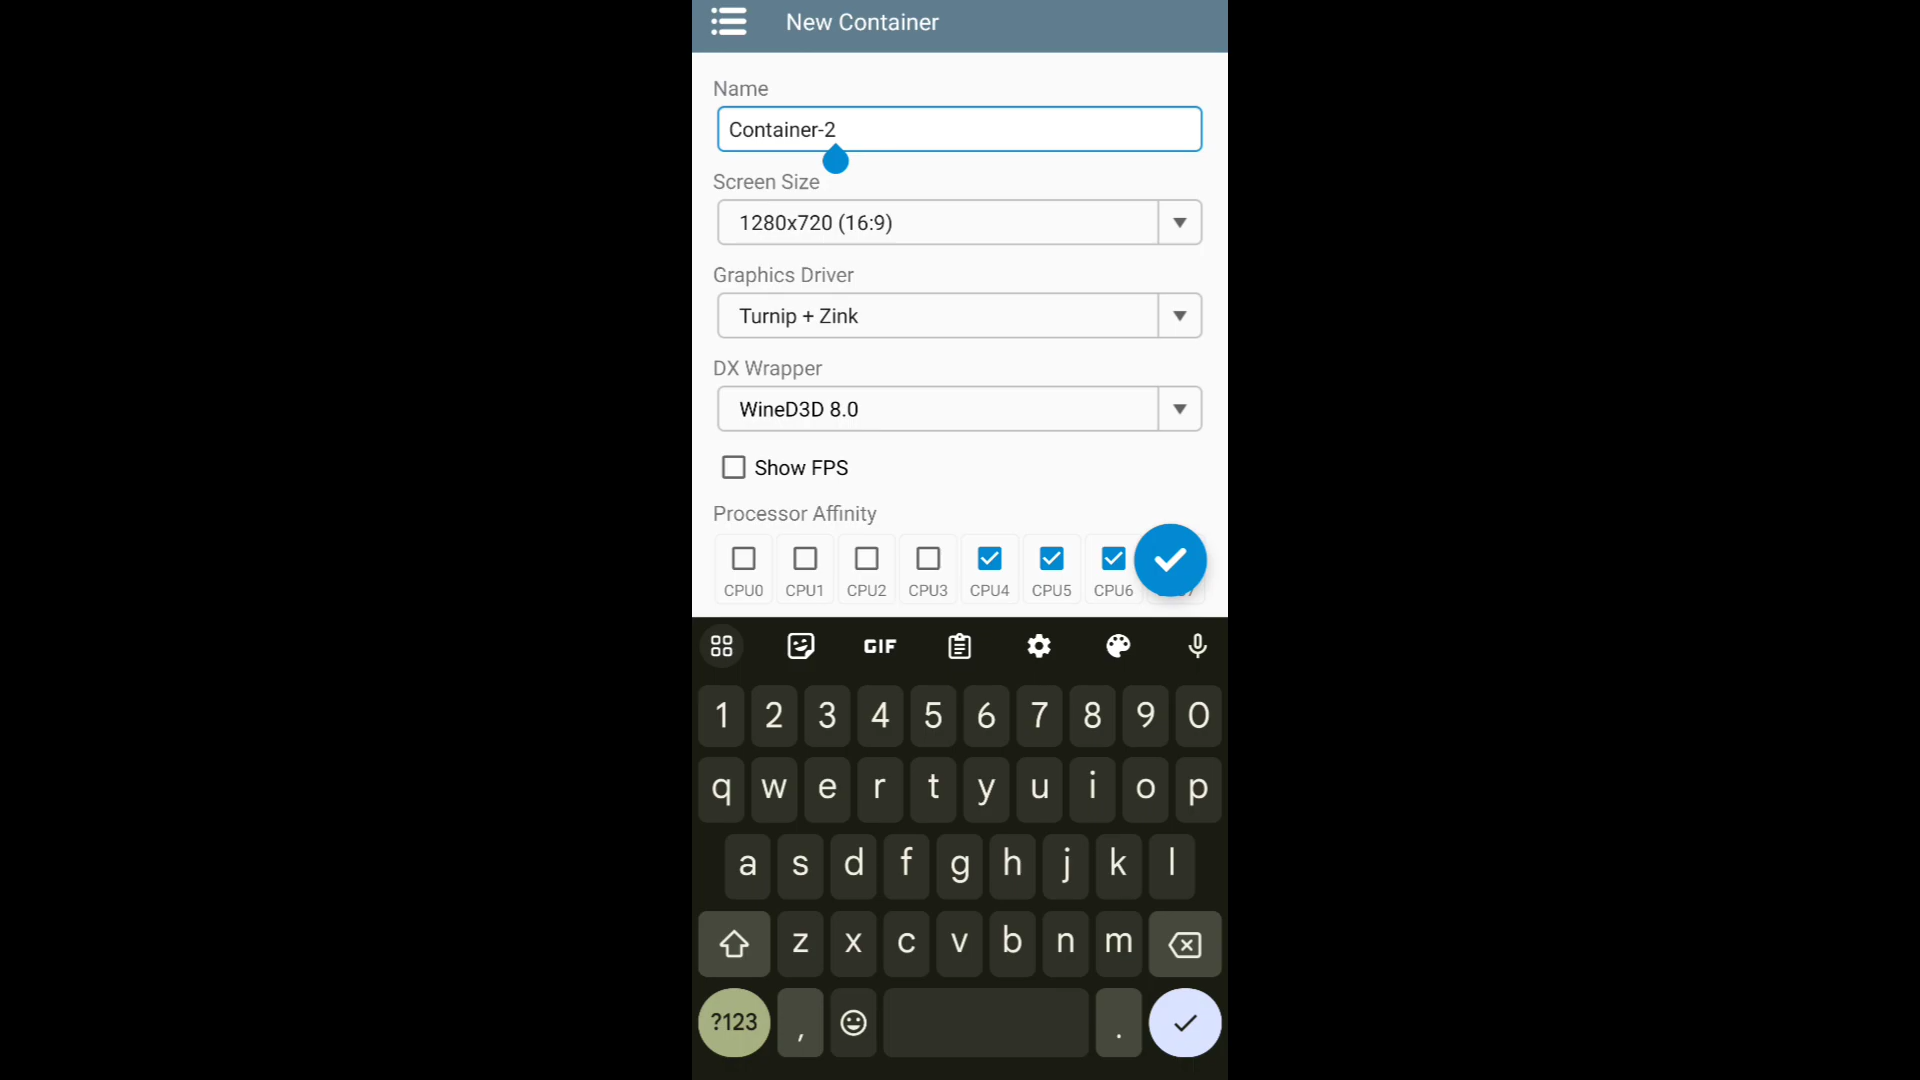 New Container
Name
Container-2
Screen Size
1280x720 (16:9)
Graphics Driver
Turnip + Zink
DX Wrapper
WineD3D 8.0
Show FPS
Processor Affinity
CPU0 CPU1 CPU2 CPU3 CPU4 CPU5 CPU6
GIF
1 2 3 4 5 6 7 8 9 0
q w e r t y u i o p
a s d f g h j k l
z x c v b n m
?123 , .